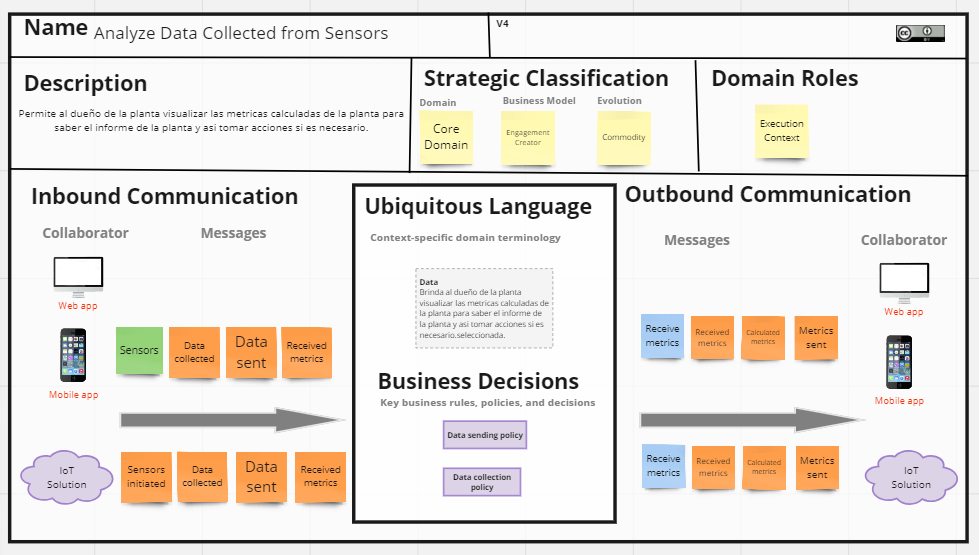 Name Analyze Data Collected from Sensors
V4
BY
Description
Permite al dueño de la planta visualizar las metricas calculadas de la planta para
saber el informe de la planta y asi tomar acciones si es necesario.
Strategic Classification
Domain
Business Model
Evolution
Core
Domain
Engagement
Creator
Commodity
Domain Roles
Execution
Context
Inbound Communication
Collaborator
Messages
Web app
Mobile app
Sensors
Data
collected
Data
sent
Received
metrics
IoT
Solution
Sensors
initiated
Data
collected
Data
sent
Received
metrics
Ubiquitous Language
Context-specific domain terminology
Data
Brinda al dueño de la planta
visualizar las metricas calculadas de
la planta para saber el informe de
la planta y asi tomar acciones si es
necesario.seleccionada.
Business Decisions
Key business rules, policies, and decisions
Data sending policy
Data collection
policy
Outbound Communication
Messages
Collaborator
Receive
metrics
Received
metrics
Calculated
metrics
Metrics
sent
Web app
Mobile app
Receive
metrics
Received
metrics
Calculated
metrics
Metrics
sent
IoT
Solution